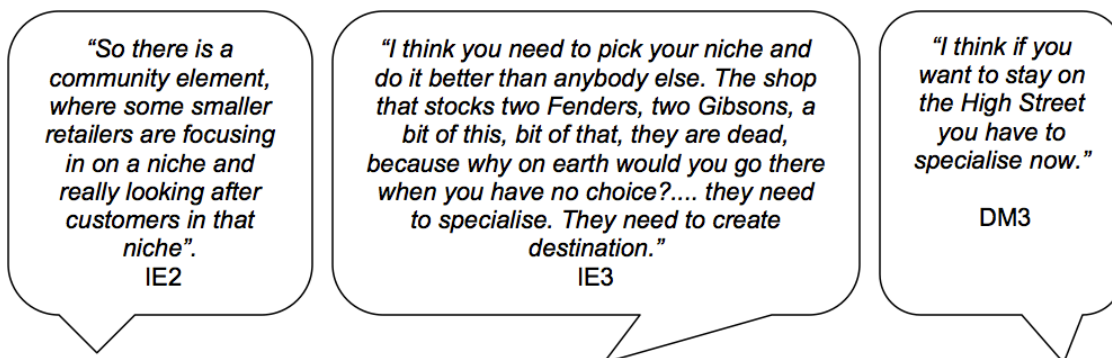 “So there is a
community element,
where some smaller
retailers are focusing
in on a niche and
really looking after
customers in that
niche”.
IE2
“I think you need to pick your niche and
do it better than anybody else. The shop
that stocks two Fenders, two Gibsons, a
bit of this, bit of that, they are dead,
because why on earth would you go there
when you have no choice?.... they need
to specialise. They need to create
destination.”
IE3
“I think if you
want to stay on
the High Street
you have to
specialise now.”
DM3